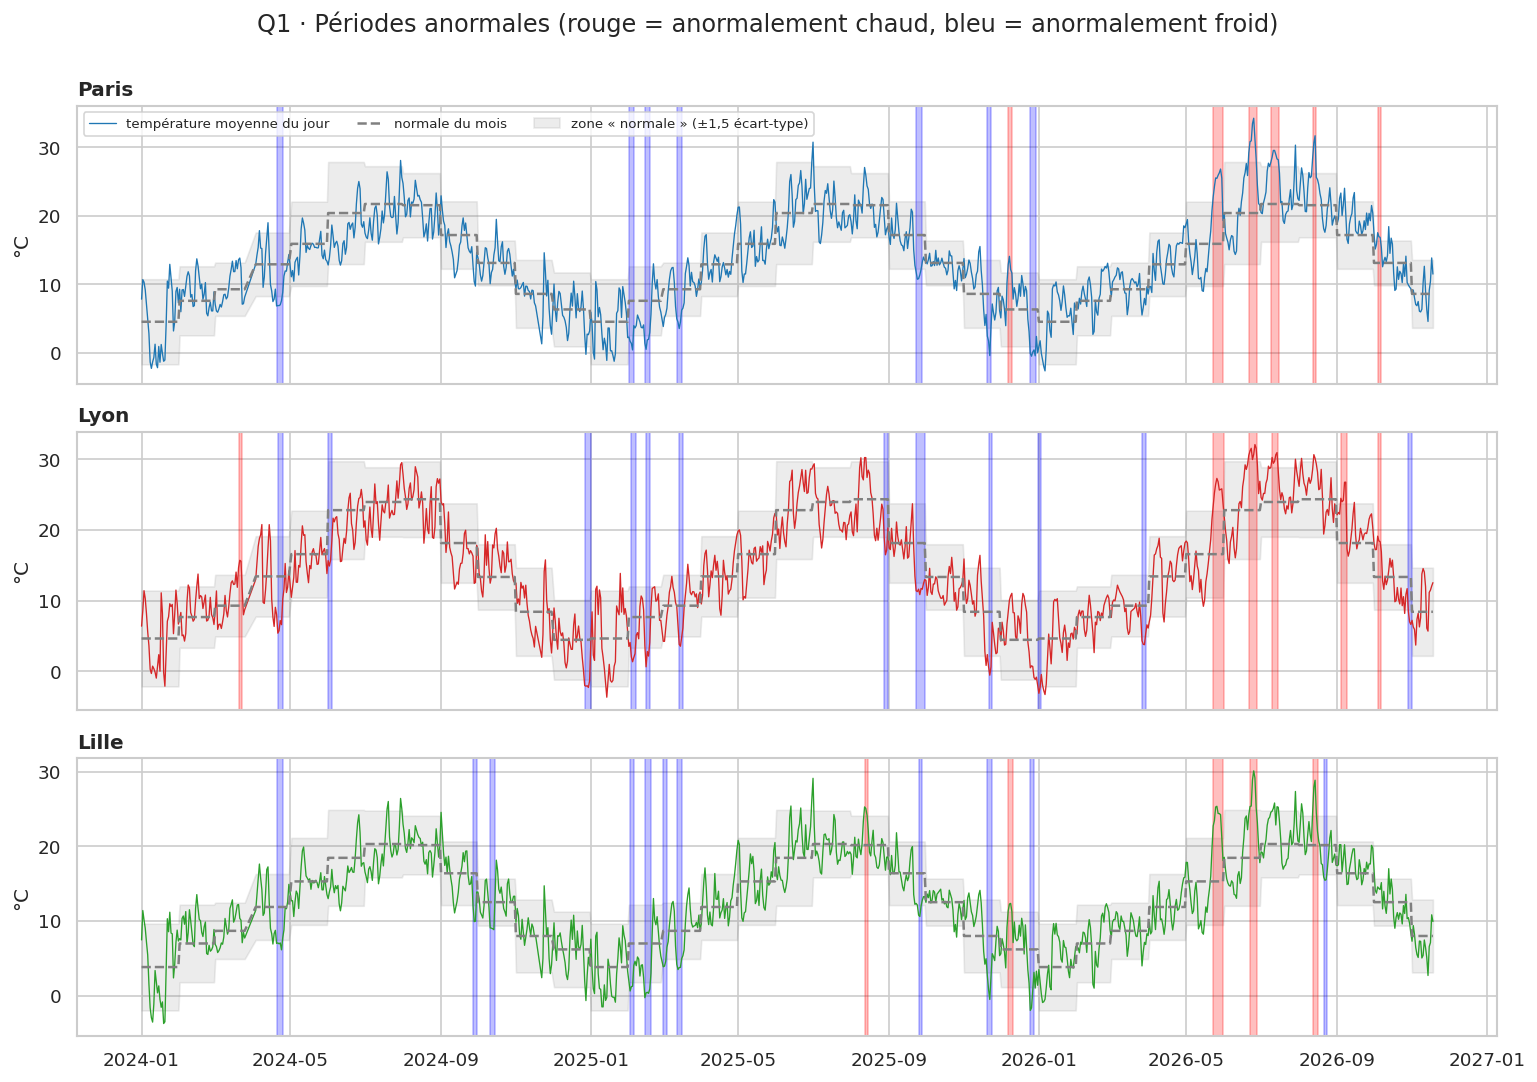 Q1 · Périodes anormales (rouge = anormalement chaud, bleu = anormalement froid)
Paris
température moyenne du jour normale du mois zone « normale » (±1,5 écart-type)
30
20
10
0
°C
Lyon
30
20
10
0
°C
Lille
30
20
10
0
°C
2024-01 2024-05 2024-09 2025-01 2025-05 2025-09 2026-01 2026-05 2026-09 2027-01